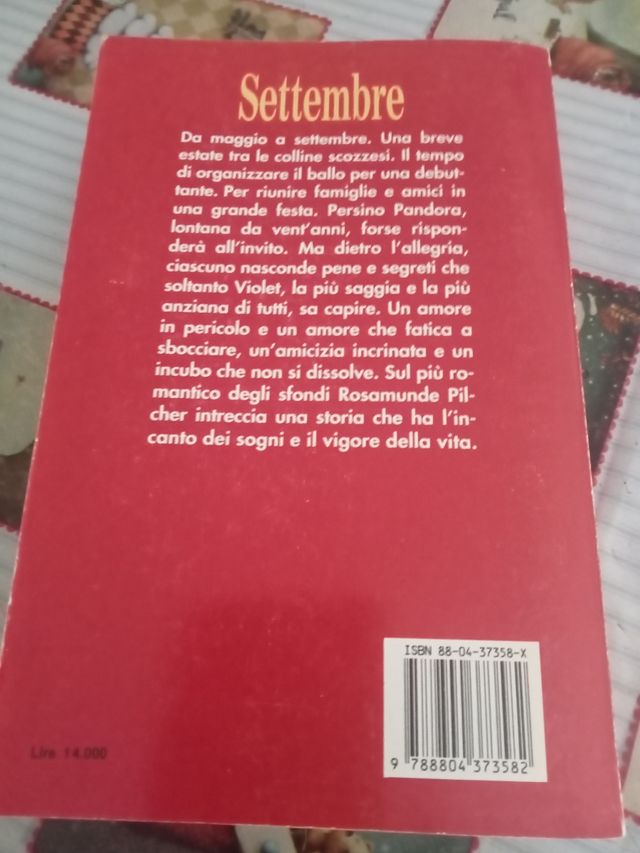 Settembre
Da maggio a settembre. Una breve
estate tra le colline scozzesi. Il tempo
di organizzare il ballo per una debut-
tante. Per riunire famiglie e amici in
una grande festa. Persino Pandora,
lontana da vent'anni, forse rispon-
derà all'invito. Ma dietro l'allegria,
ciascuno nasconde pene e segreti che
soltanto Violet, la più saggia e la più
anziana di tutti, sa capire. Un amore
in pericolo e un amore che fatica a
sbocciare, un'amicizia incrinata e un
incubo che non si dissolve. Sul più ro-
mantico degli sfondi Rosamunde Pil-
cher intreccia una storia che ha l'in-
canto dei sogni e il vigore della vita.
ISBN 88-04-37358-X
9 788804 373582
Lire 14.000